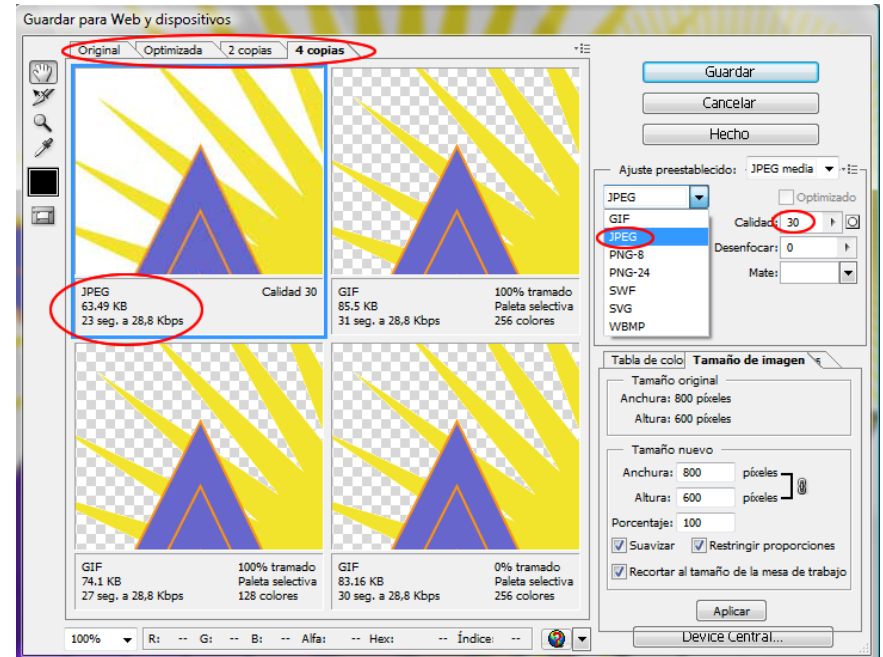 Guardar para Web y dispositivos
Original Optimizada 2 copias 4 copias
JPEG Calidad 30
63.49 KB
23 seg. a 28,8 Kbps
GIF 100% tramado
85.5 KB Paleta selectiva
31 seg. a 28,8 Kbps 256 colores
GIF 100% tramado
74.1 KB Paleta selectiva
27 seg. a 28,8 Kbps 128 colores
GIF 0% tramado
83.16 KB Paleta selectiva
30 seg. a 28,8 Kbps 256 colores
100% R: -- G: -- B: -- Alfa: -- Hex: -- Índice: --
Guardar
Cancelar
Hecho
Ajuste preestablecido: JPEG media
JPEG Optimizado
GIF
JPEG
PNG-8
PNG-24
SWF
SVG
WBMP
Calidad: 30
Desenfocar: 0
Mate:
Tabla de colo Tamaño de imagen
Tamaño original
Anchura: 800 píxeles
Altura: 600 píxeles
Tamaño nuevo
Anchura: 800 píxeles
Altura: 600 píxeles
Porcentaje: 100
Suavizar Restringir proporciones
Recortar al tamaño de la mesa de trabajo
Aplicar
Device Central...